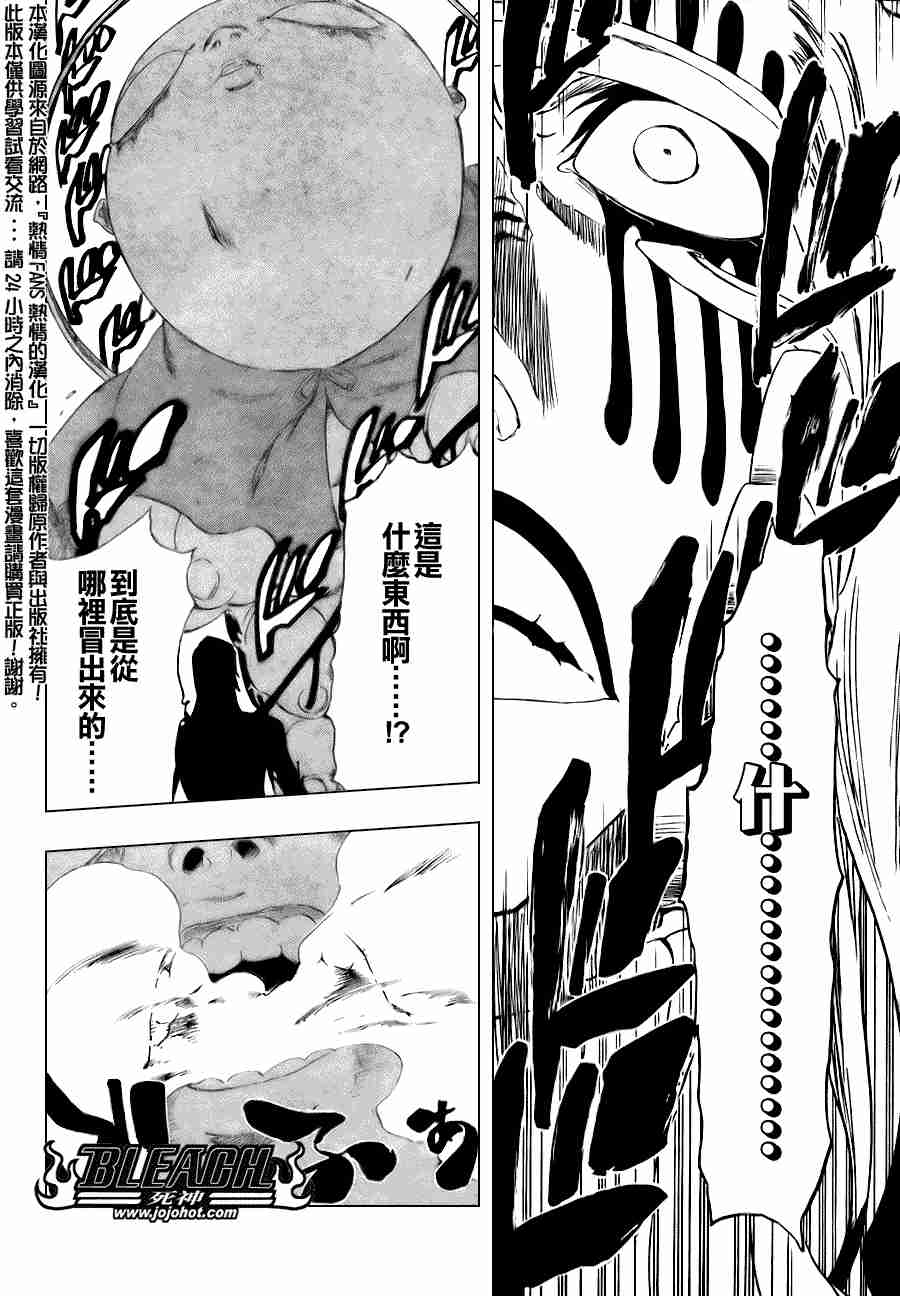 ……什…………
這是
什麼東西啊……!?
到底是從
哪裡冒出來的……
ふあ
本漢化圖源來自於網路，『熱情FANS熱情的漢化』一切版權歸原作者與出版社擁有！
此版本僅供學習試看交流…請24小時之內消除，喜歡這套漫畫請購買正版！謝謝。
BLEACH
死神
www.jojohot.com